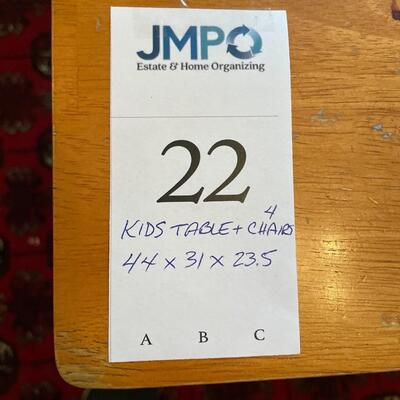 JMPO
Estate & Home Organizing
22
4
KIDS TABLE + CHAIRS
44 x 31 x 23.5
A B C